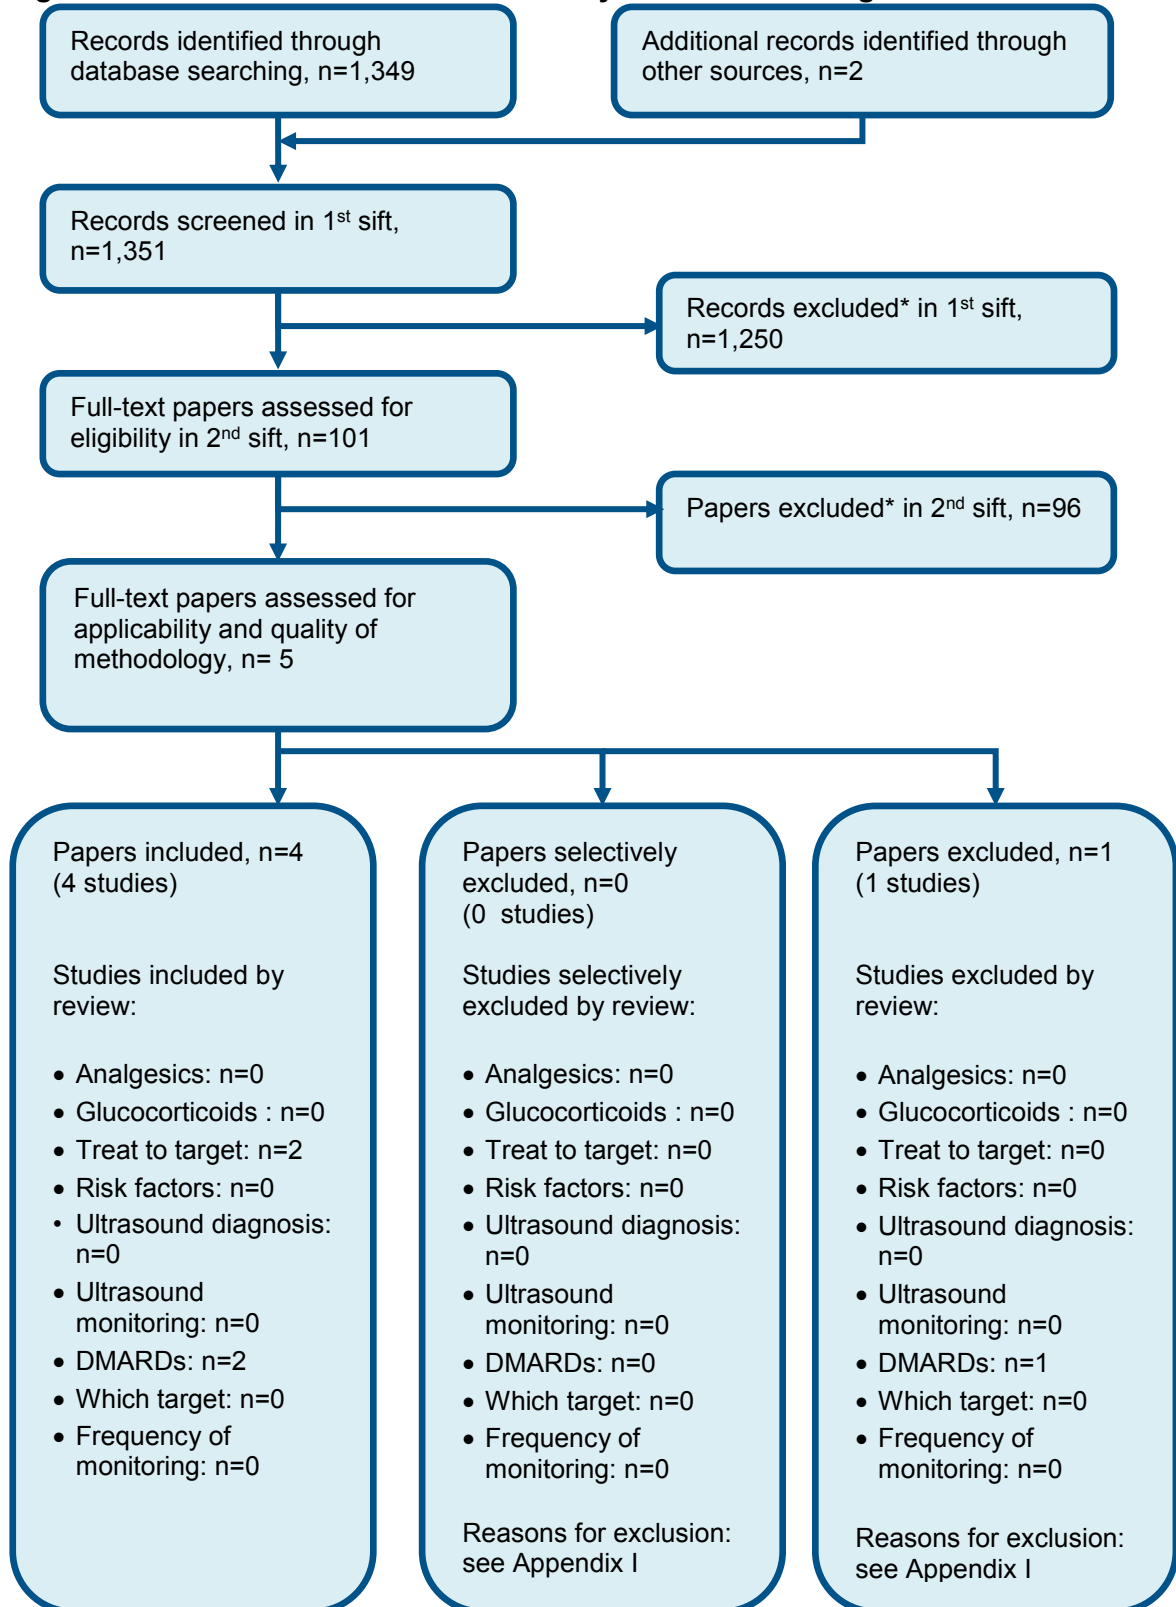 Records identified through
database searching, n=1,349
Additional records identified through
other sources, n=2
Records screened in 1st sift,
n=1,351
Records excluded* in 1st sift,
n=1,250
Full-text papers assessed for
eligibility in 2nd sift, n=101
Papers excluded* in 2nd sift, n=96
Full-text papers assessed for
applicability and quality of
methodology, n= 5
Papers included, n=4
(4 studies)
Studies included by
review:
• Analgesics: n=0
• Glucocorticoids : n=0
• Treat to target: n=2
• Risk factors: n=0
• Ultrasound diagnosis:
n=0
• Ultrasound
monitoring: n=0
• DMARDs: n=2
• Which target: n=0
• Frequency of
monitoring: n=0
Papers selectively
excluded, n=0
(0 studies)
Studies selectively
excluded by review:
• Analgesics: n=0
• Glucocorticoids : n=0
• Treat to target: n=0
• Risk factors: n=0
• Ultrasound diagnosis:
n=0
• Ultrasound
monitoring: n=0
• DMARDs: n=0
• Which target: n=0
• Frequency of
monitoring: n=0
Reasons for exclusion:
see Appendix I
Papers excluded, n=1
(1 studies)
Studies excluded by
review:
• Analgesics: n=0
• Glucocorticoids : n=0
• Treat to target: n=0
• Risk factors: n=0
• Ultrasound diagnosis:
n=0
• Ultrasound
monitoring: n=0
• DMARDs: n=1
• Which target: n=0
• Frequency of
monitoring: n=0
Reasons for exclusion:
see Appendix I